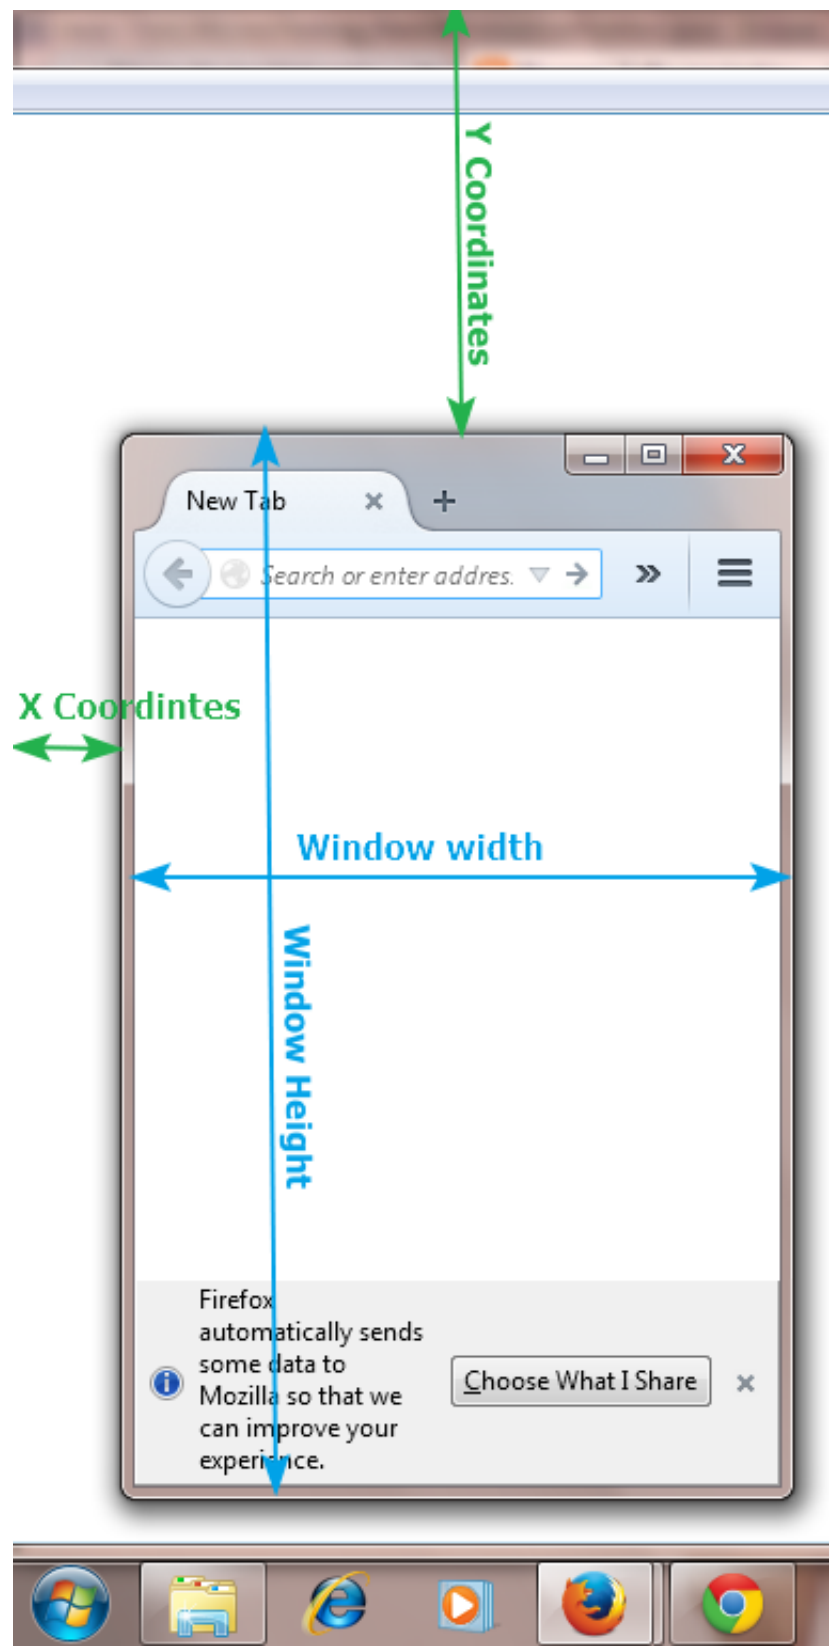 Y Coordinates
New Tab
Search or enter addres.
X Coordintes
Window width
Window Height
Firefox
automatically sends
some data to
Mozilla so that we
can improve your
experience.
Choose What I Share